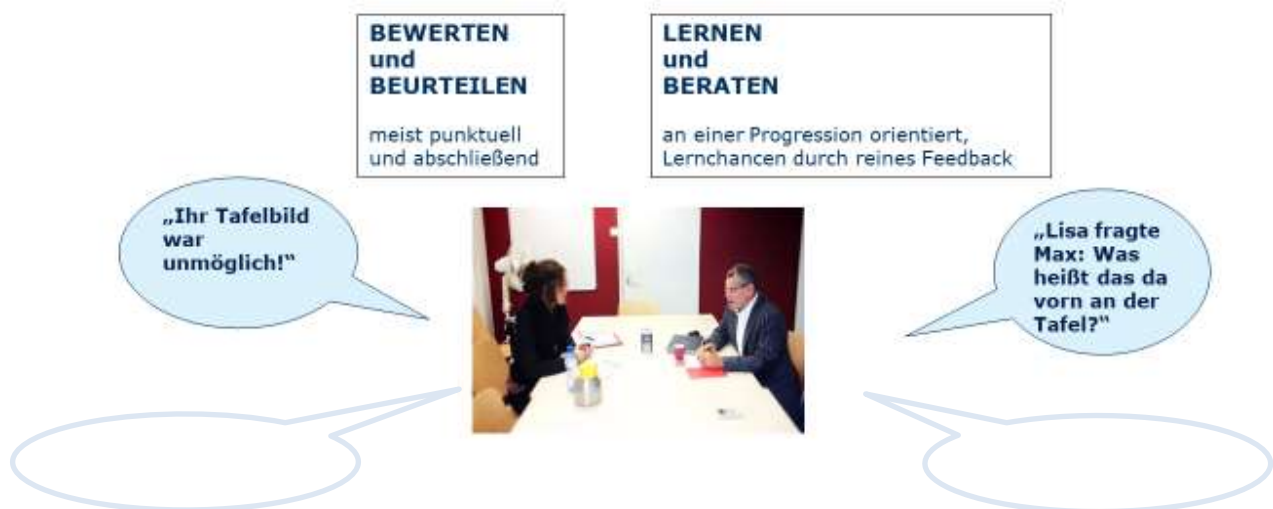 BEWERTEN
und
BEURTEILEN
meist punktuell
und abschließend
LERNEN
und
BERATEN
an einer Progression orientiert,
Lernchancen durch reines Feedback
„Ihr Tafelbild
war
unmöglich!“
„Lisa fragte
Max: Was
heißt das da
vorn an der
Tafel?“